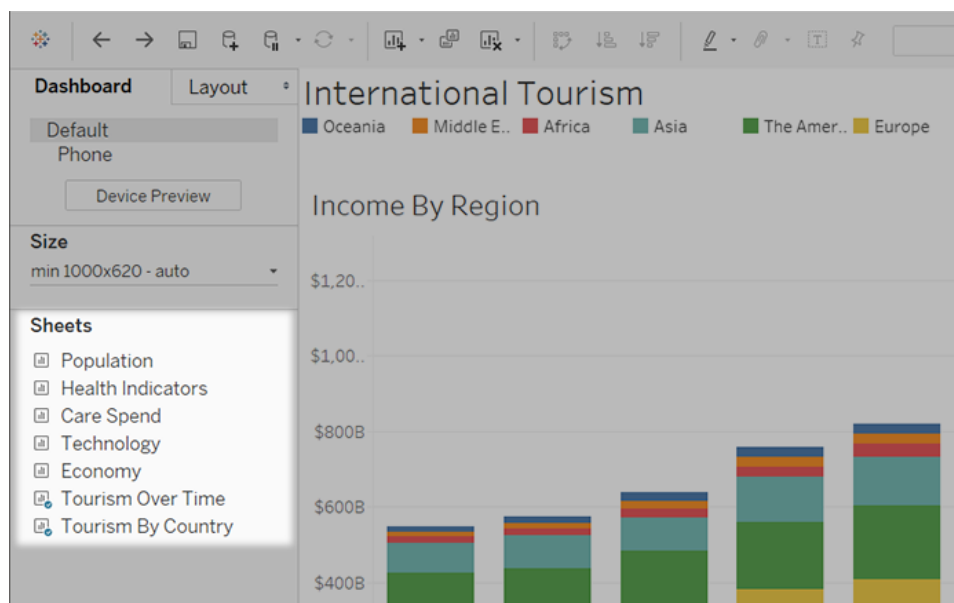 Dashboard
Layout
Default
Phone
Device Preview
Size
min 1000x620 - auto
Sheets
Population
Health Indicators
Care Spend
Technology
Economy
Tourism Over Time
Tourism By Country
T
International Tourism
Oceania Middle E.. Africa Asia The Amer.. Europe
Income By Region
$1,20..
$1,00..
$800B
$600B
$400B